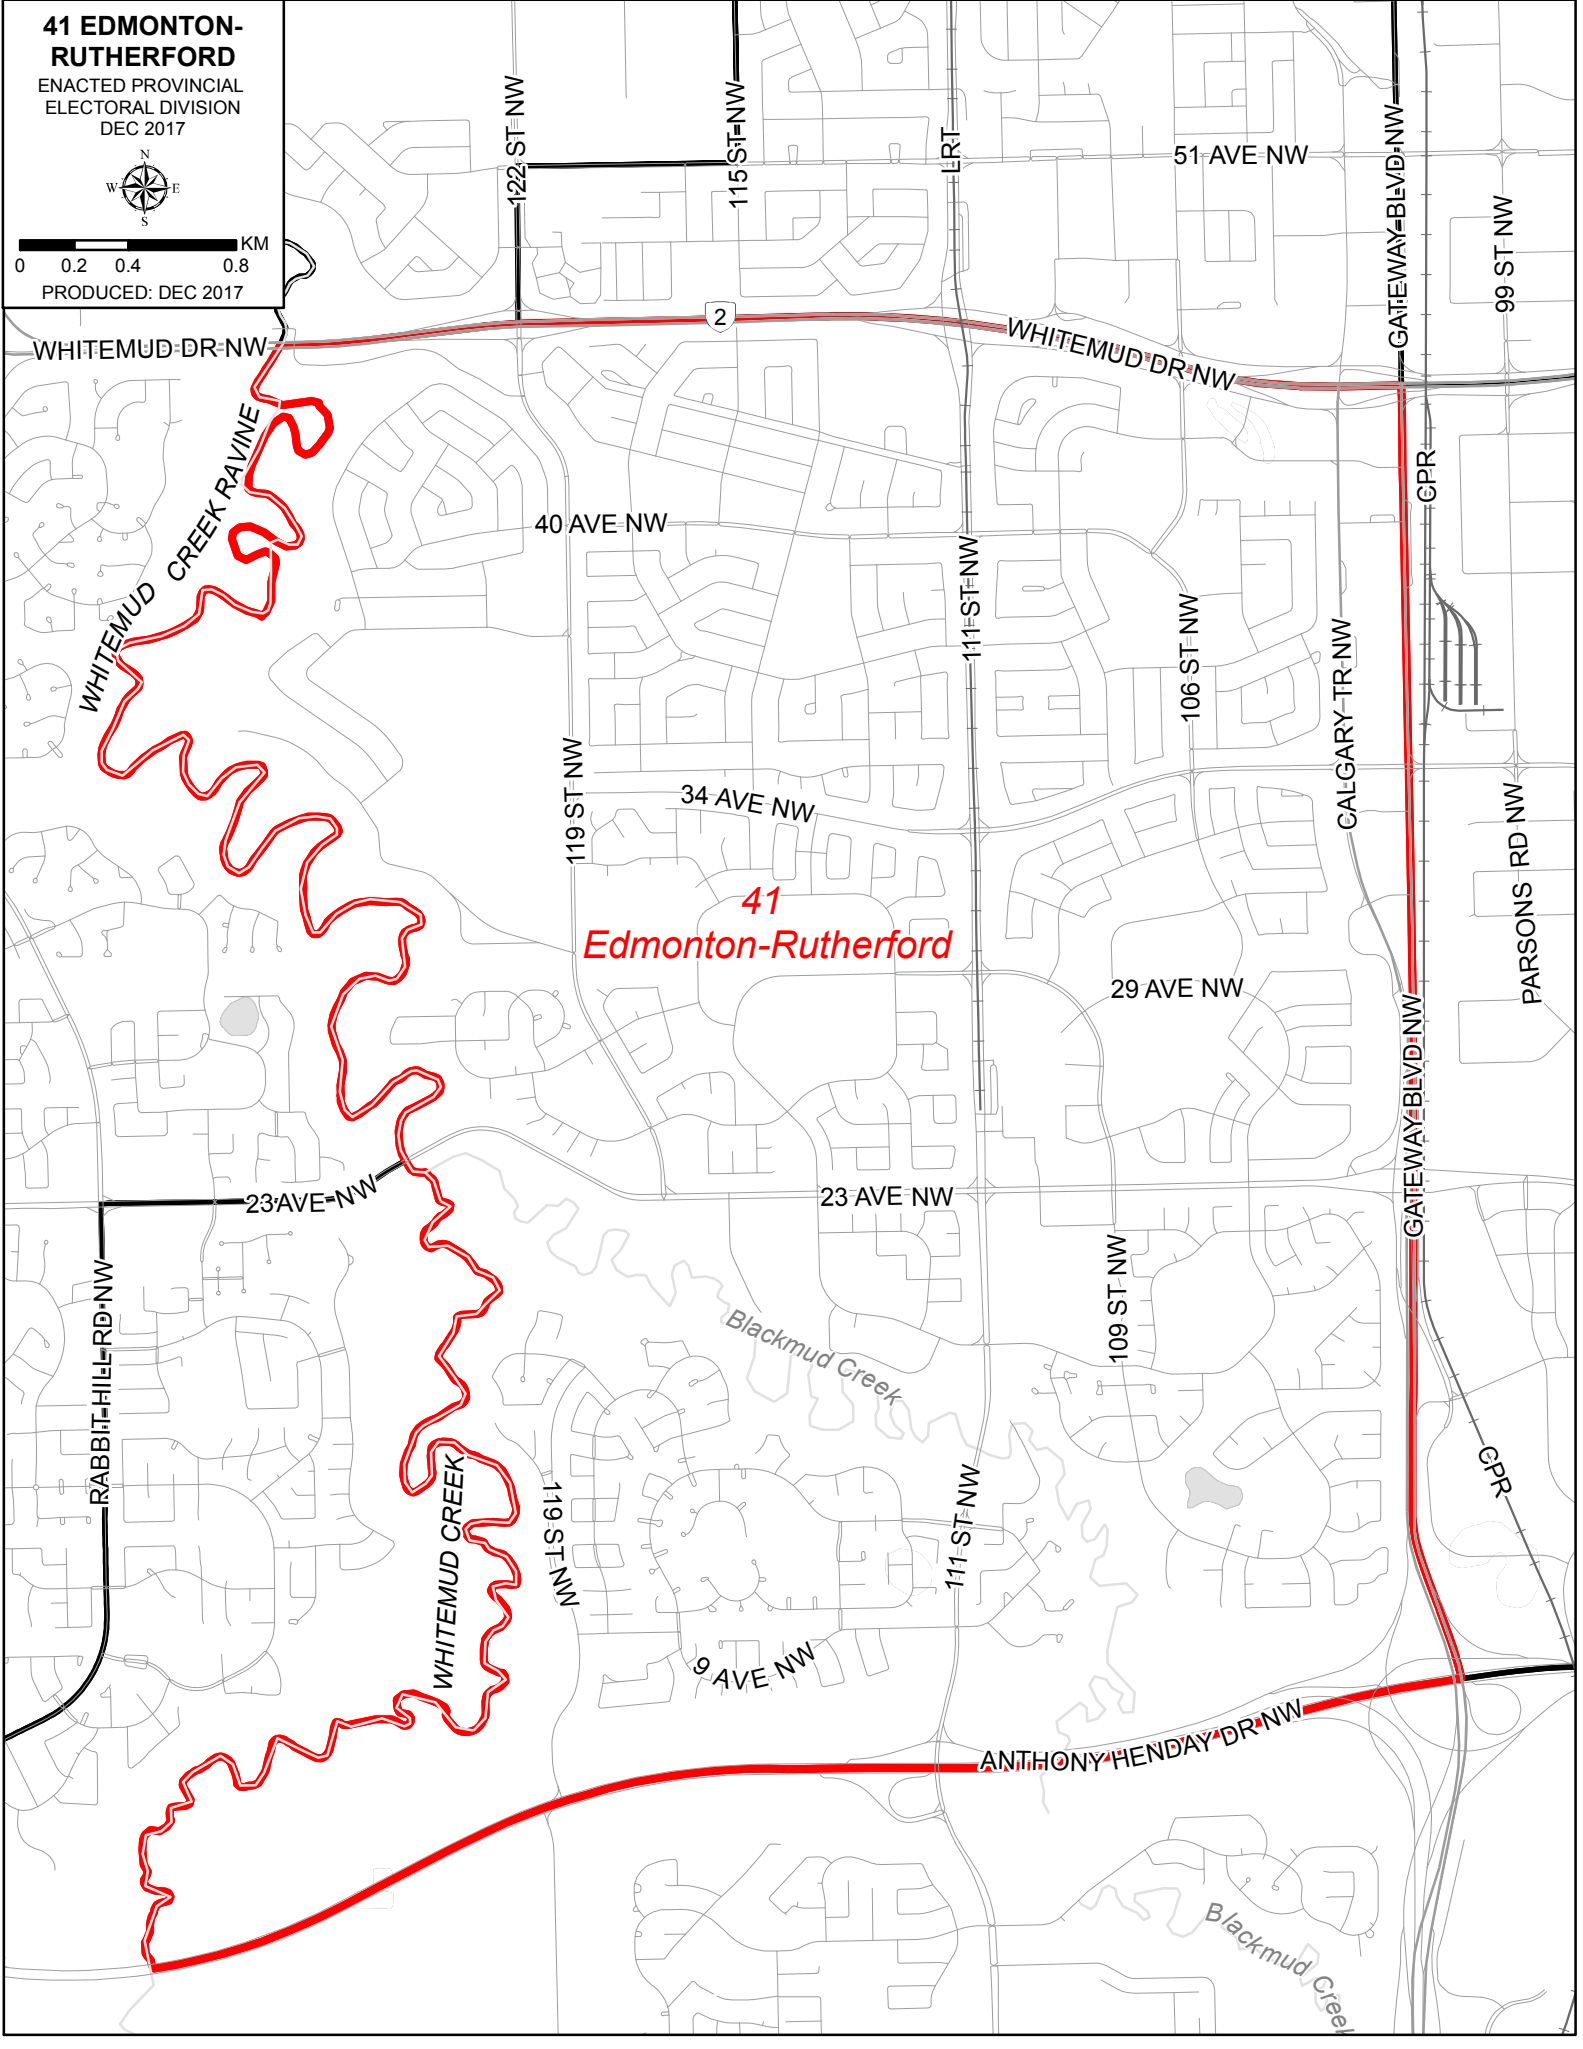 41 EDMONTON-
RUTHERFORD
ENACTED PROVINCIAL
ELECTORAL DIVISION
DEC 2017
N
W E
S
KM
0 0.2 0.4 0.8
PRODUCED: DEC 2017
122 ST NW
115 ST NW
LRT
51 AVE NW
GATEWAY BLVD NW
99 ST NW
2
WHITEMUD DR NW
WHITEMUD DR NW
WHITEMUD CREEK RAVINE
CPR
40 AVE NW
111 ST NW
106 ST NW
CALGARY TR NW
119 ST NW
34 AVE NW
PARSONS RD NW
41
Edmonton-Rutherford
29 AVE NW
GATEWAY BLVD NW
23 AVE NW
23 AVE NW
RABBIT HILL RD NW
109 ST NW
Blackmud Creek
CPR
WHITEMUD CREEK
119 ST NW
111 ST NW
9 AVE NW
ANTHONY HENDAY DR NW
Blackmud Creek